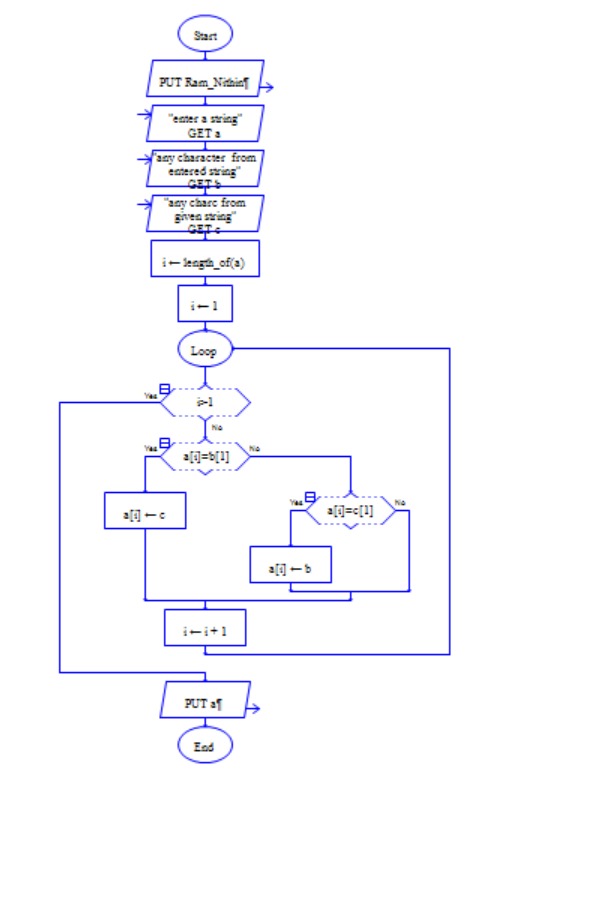 Start
PUT Ram_Nithin¶
"enter a string"
GET a
"any character from
entered string"
GET b
"any charc from
given string"
GET c
i ← length_of(a)
i ← 1
Loop
Yes
i>1
No
Yes
a[i]=b[1]
No
a[i] ← c
Yes
a[i]=c[1]
No
a[i] ← b
i ← i + 1
PUT a¶
End